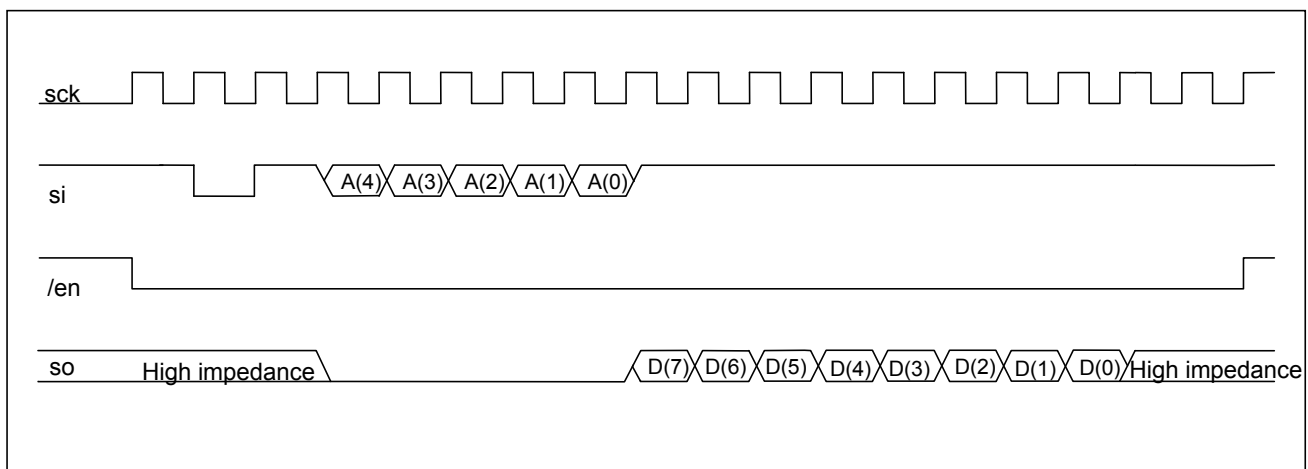 sck
si
A(4) A(3) A(2) A(1) A(0)
/en
so
High impedance
D(7) D(6) D(5) D(4) D(3) D(2) D(1) D(0)
High impedance